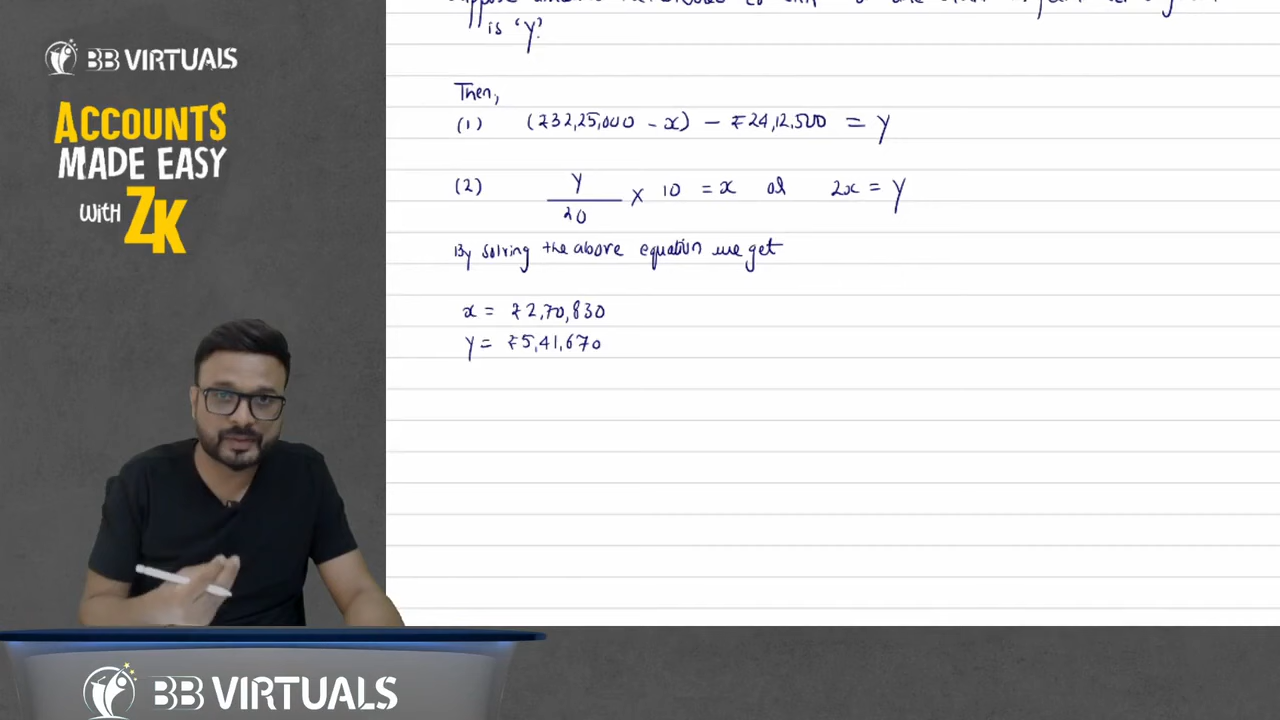 BB VIRTUALS
ACCOUNTS
MADE EASY
with ZK
is 'y'.
Then,
(1) (₹32,25,000 - x) - ₹24,12,500 = y
(2) y/20 × 10 = x or 2x = y
By solving the above equation we get
x = ₹2,70,830
y = ₹5,41,670
BB VIRTUALS